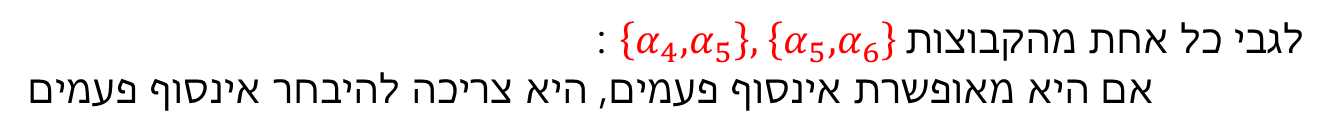 לגבי כל אחת מהקבוצות {α₅,α₆} ,{α₄,α₅} :
אם היא מאופשרת אינסוף פעמים, היא צריכה להיבחר אינסוף פעמים